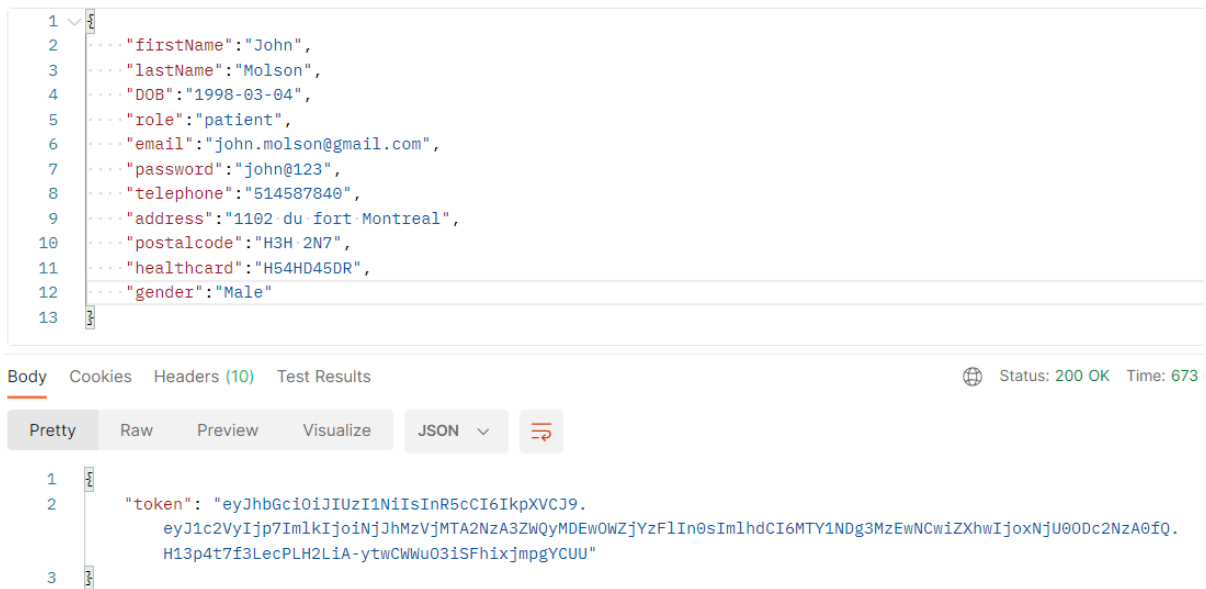 1 {
2 "firstName":"John",
3 "lastName":"Molson",
4 "DOB":"1998-03-04",
5 "role":"patient",
6 "email":"john.molson@gmail.com",
7 "password":"john@123",
8 "telephone":"514587840",
9 "address":"1102 du fort Montreal",
10 "postalcode":"H3H 2N7",
11 "healthcard":"H54HD45DR",
12 "gender":"Male"
13 }
Body Cookies Headers (10) Test Results Status: 200 OK Time: 673
Pretty Raw Preview Visualize JSON
1 {
2 "token": "eyJhbGciOiJIUzI1NiIsInR5cCI6IkpXVCJ9.
eyJ1c2VyIjp7ImlkIjoiNjJhMzVjMTA2NzA3ZWQyMDEwOWZjYzFlIn0sImlhdCI6MTY1NDg3MzEwNCwiZXhwIjoxNjU0ODc2NzA0fQ.
H13p4t7f3LecPLH2LiA-ytwCWWuO3iSFhixjmpgYCUU"
3 }